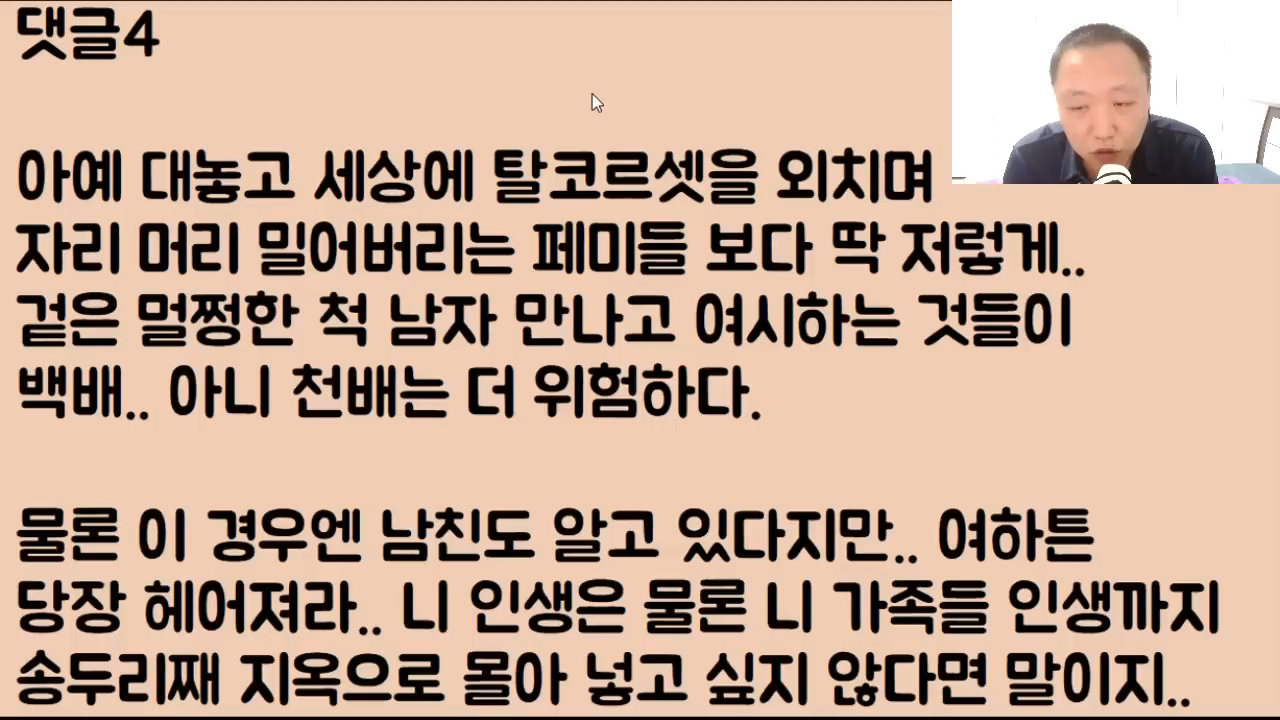 댓글4
아예 대놓고 세상에 탈코르셋을 외치며
자리 머리 밀어버리는 페미들 보다 딱 저렇게..
겉은 멀쩡한 척 남자 만나고 여시하는 것들이
백배.. 아니 천배는 더 위험하다.
물론 이 경우엔 남친도 알고 있다지만.. 여하튼
당장 헤어져라.. 니 인생은 물론 니 가족들 인생까지
송두리째 지옥으로 몰아 넣고 싶지 않다면 말이지..